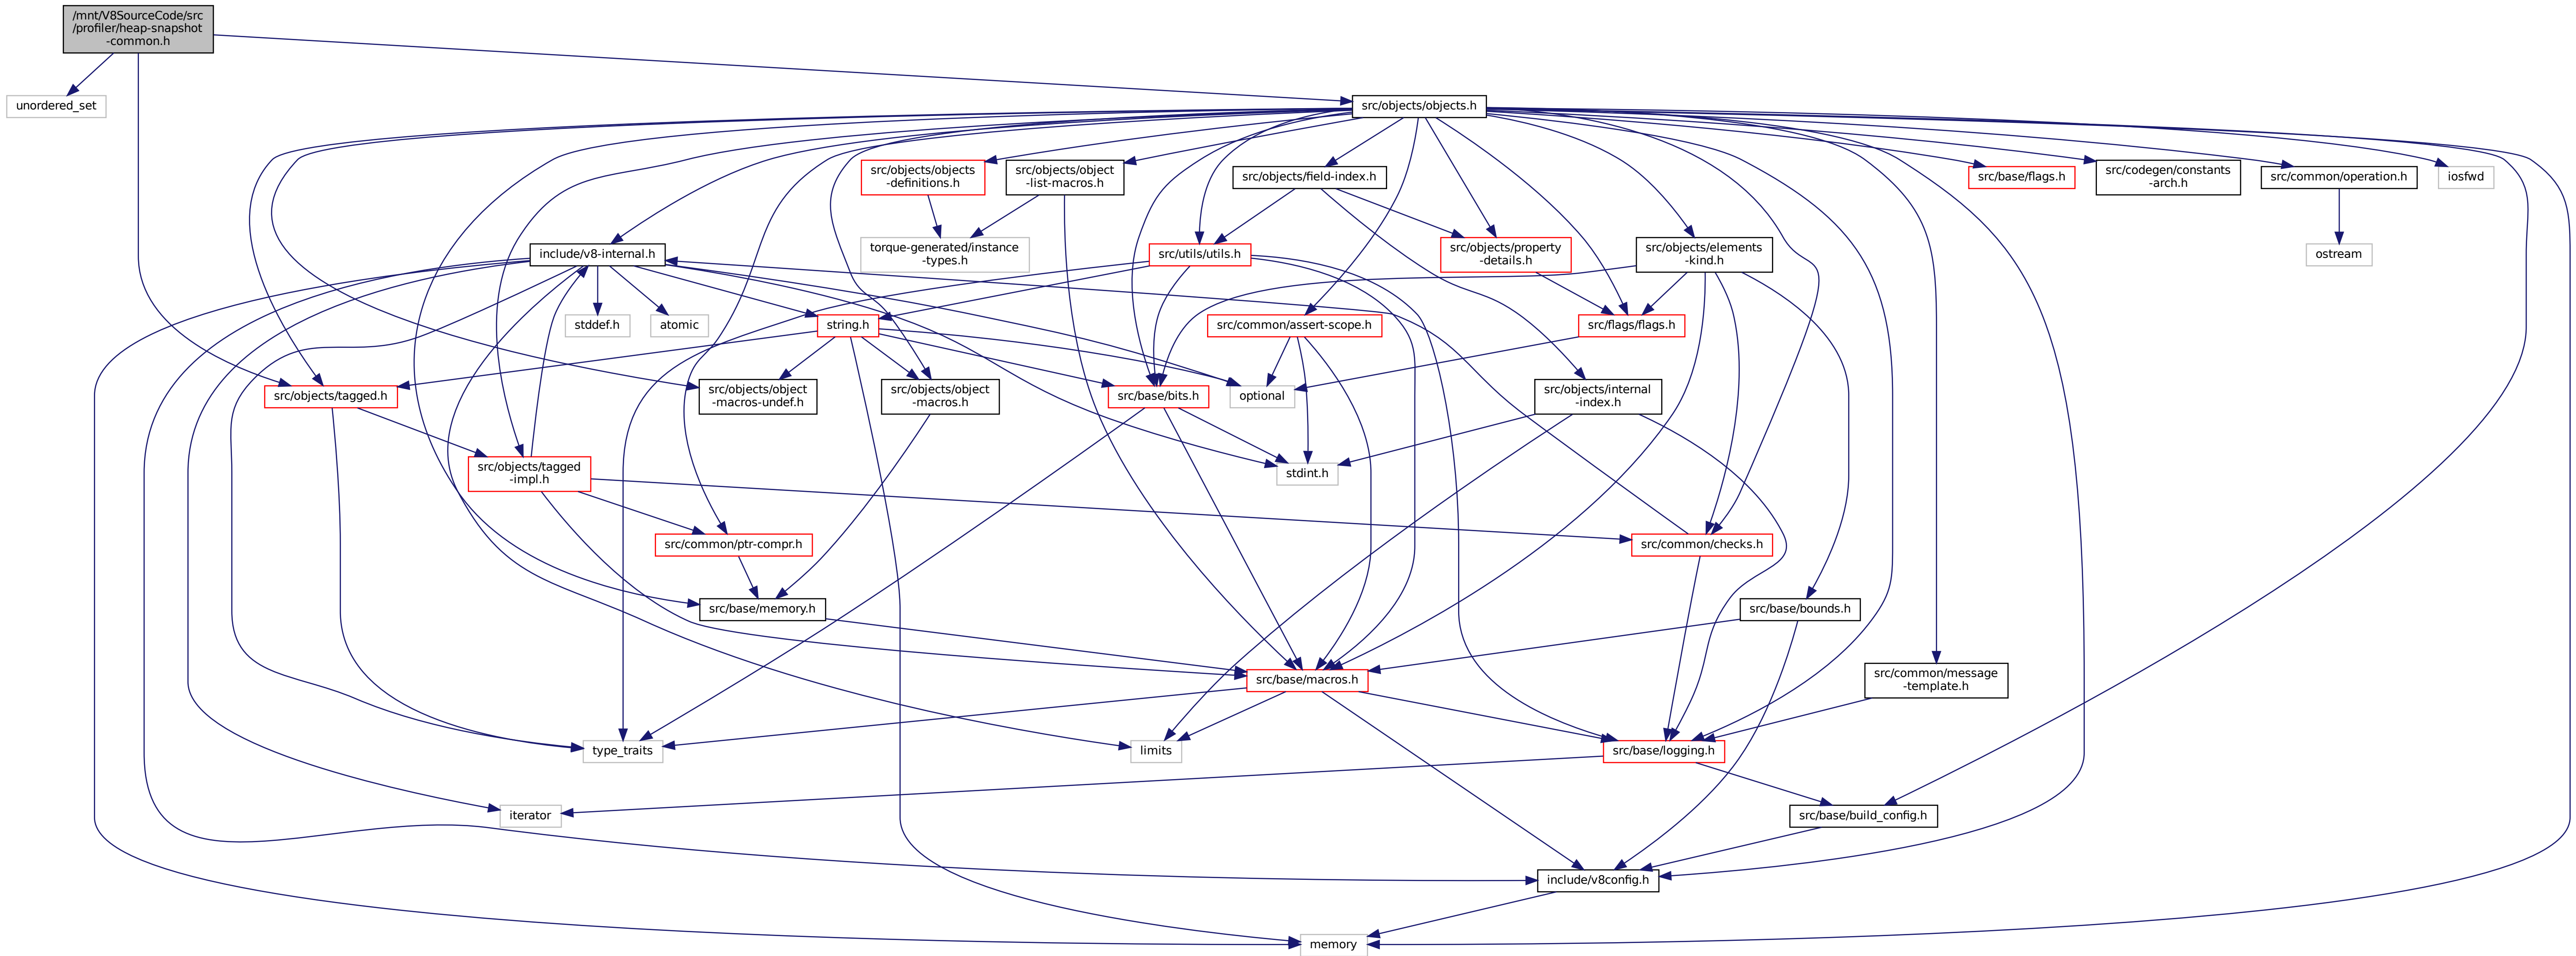 /mnt/V8SourceCode/src
/profiler/heap-snapshot
-common.h
unordered_set
src/objects/objects.h
src/objects/objects
-definitions.h
src/objects/object
-list-macros.h
src/objects/field-index.h
src/base/flags.h
src/codegen/constants
-arch.h
src/common/operation.h
iosfwd
include/v8-internal.h
torque-generated/instance
-types.h
src/utils/utils.h
src/objects/property
-details.h
src/objects/elements
-kind.h
ostream
stddef.h
atomic
string.h
src/common/assert-scope.h
src/flags/flags.h
src/objects/tagged.h
src/objects/object
-macros-undef.h
src/objects/object
-macros.h
src/base/bits.h
optional
src/objects/internal
-index.h
src/objects/tagged
-impl.h
stdint.h
src/common/ptr-compr.h
src/common/checks.h
src/base/memory.h
src/base/bounds.h
src/base/macros.h
src/common/message
-template.h
type_traits
limits
src/base/logging.h
iterator
src/base/build_config.h
include/v8config.h
memory